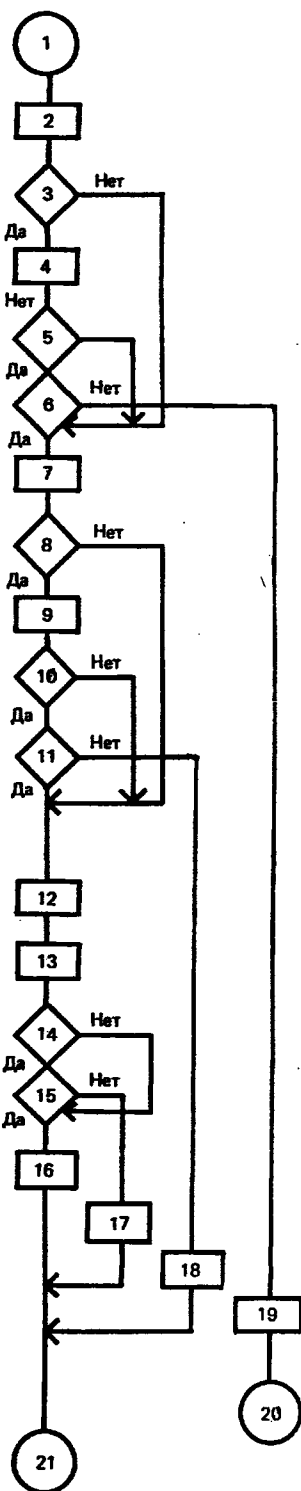 1
2
3 Нет
Да
4
Нет
5
Да
6 Нет
Да
7
8 Нет
Да
9
10 Нет
Да
11 Нет
Да
12
13
14 Нет
Да
15 Нет
Да
16
17
18
19
20
21